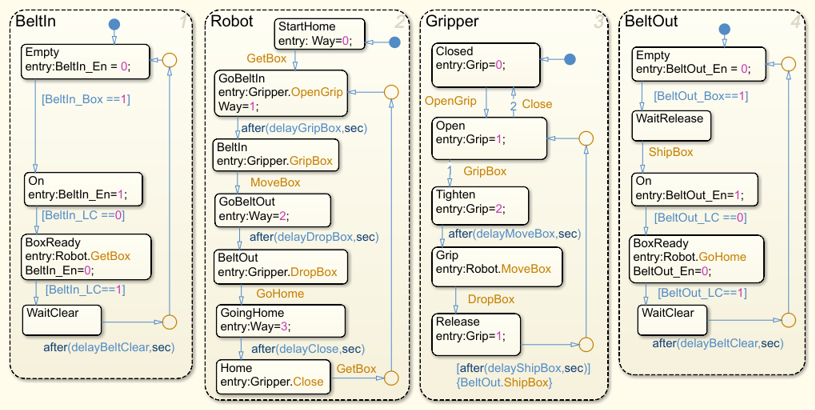 BeltIn
1
Empty
entry:BeltIn_En = 0;
[BeltIn_Box ==1]
On
entry:BeltIn_En=1;
[BeltIn_LC ==0]
BoxReady
entry:Robot.GetBox
BeltIn_En=0;
[BeltIn_LC==1]
WaitClear
after(delayBeltClear,sec)
Robot
2
StartHome
entry: Way=0;
GetBox
GoBeltIn
entry:Gripper.OpenGrip
Way=1;
after(delayGripBox,sec)
BeltIn
entry:Gripper.GripBox
MoveBox
GoBeltOut
entry:Way=2;
after(delayDropBox,sec)
BeltOut
entry:Gripper.DropBox
GoHome
GoingHome
entry:Way=3;
after(delayClose,sec)
Home
entry:Gripper.Close
GetBox
Gripper
3
Closed
entry:Grip=0;
OpenGrip
2
Close
Open
entry:Grip=1;
1
GripBox
Tighten
entry:Grip=2;
after(delayMoveBox,sec)
Grip
entry:Robot.MoveBox
DropBox
Release
entry:Grip=1;
[after(delayShipBox,sec)]
{BeltOut.ShipBox}
BeltOut
4
Empty
entry:BeltOut_En = 0;
[BeltOut_Box==1]
WaitRelease
ShipBox
On
entry:BeltOut_En=1;
[BeltOut_LC ==0]
BoxReady
entry:Robot.GoHome
BeltOut_En=0;
[BeltOut_LC==1]
WaitClear
after(delayBeltClear,sec)